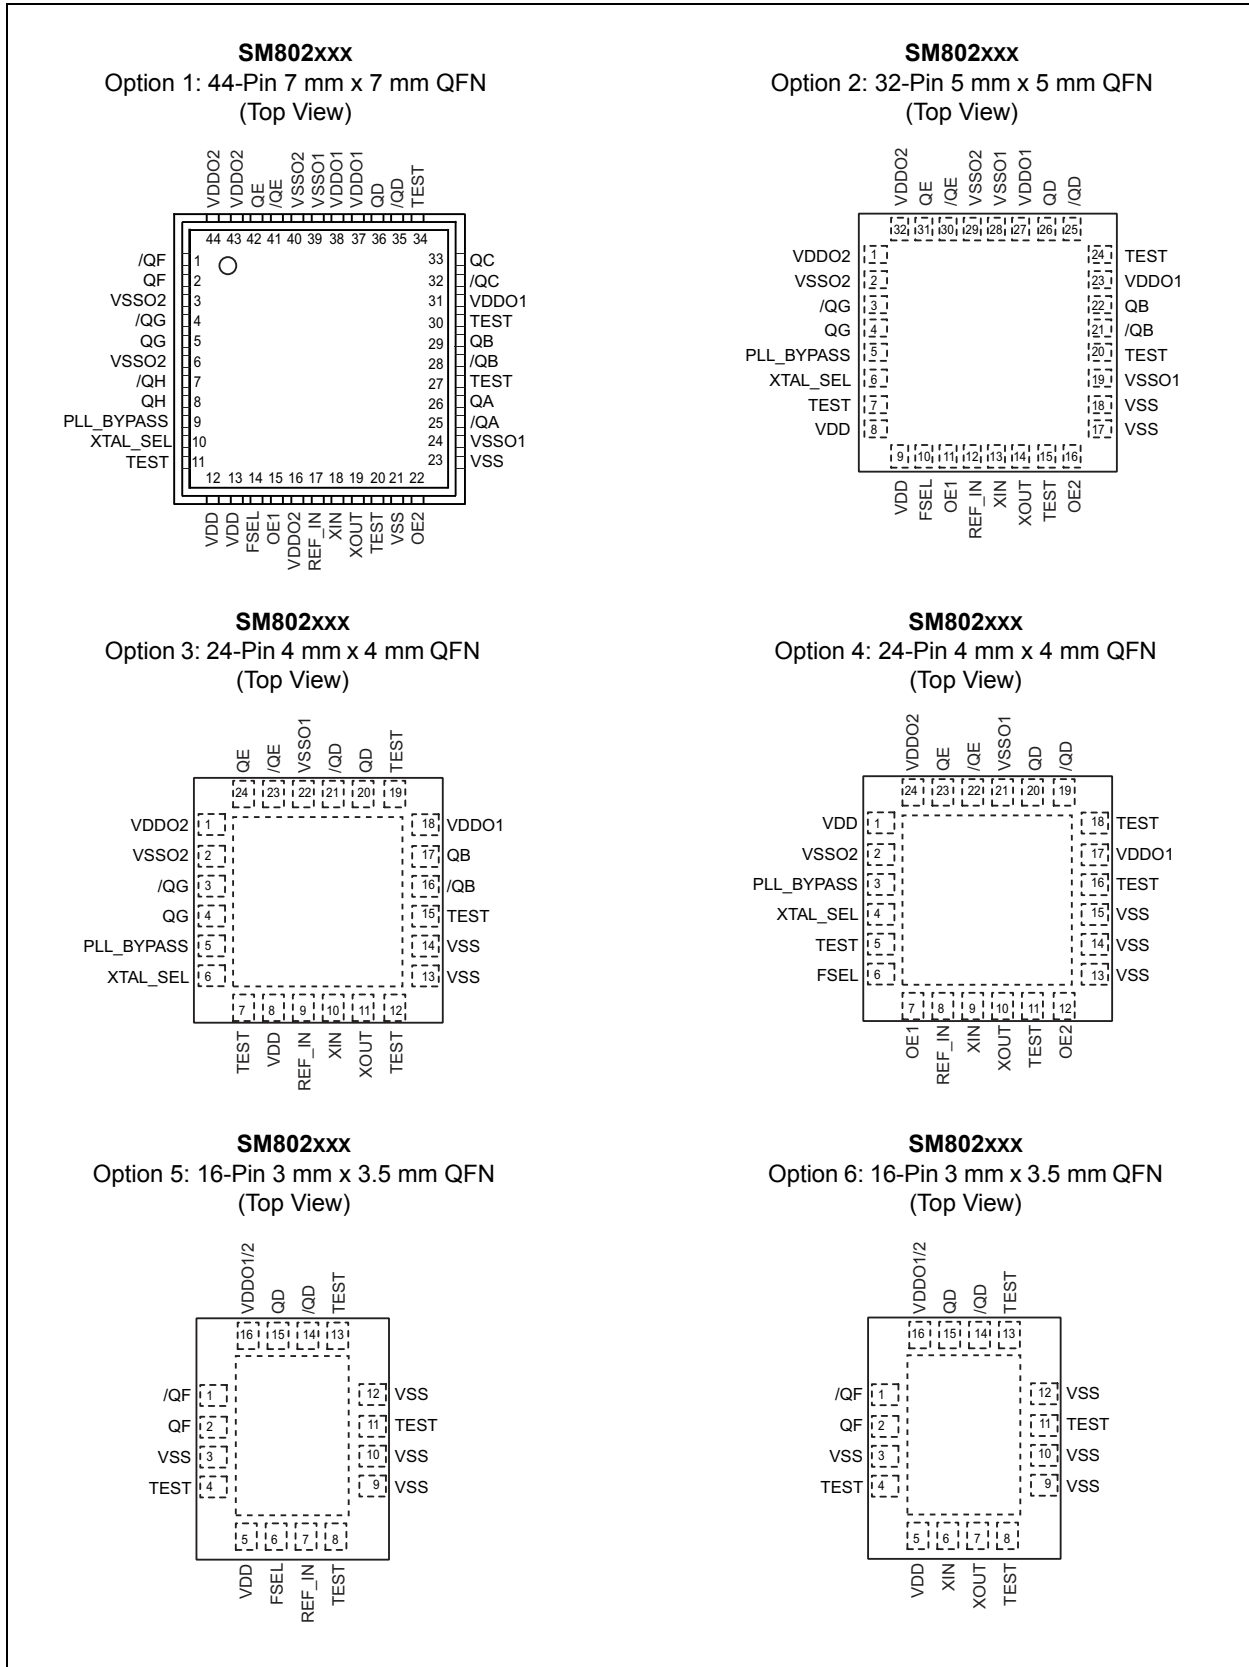 SM802xxx
Option 1: 44-Pin 7 mm x 7 mm QFN
(Top View)
VDDO2 VDDO2 QE /QE VSSO2 VSSO1 VDDO1 VDDO1 QD /QD TEST
44 43 42 41 40 39 38 37 36 35 34
/QF 1 33 QC
QF 2 32 /QC
VSSO2 3 31 VDDO1
/QG 4 30 TEST
QG 5 29 QB
VSSO2 6 28 /QB
/QH 7 27 TEST
QH 8 26 QA
PLL_BYPASS 9 25 /QA
XTAL_SEL 10 24 VSSO1
TEST 11 23 VSS
12 13 14 15 16 17 18 19 20 21 22
VDD VDD FSEL OE1 VDDO2 REF_IN XIN XOUT TEST VSS OE2
SM802xxx
Option 2: 32-Pin 5 mm x 5 mm QFN
(Top View)
VDDO2 QE /QE VSSO2 VSSO1 VDDO1 QD /QD
32 31 30 29 28 27 26 25
VDDO2 1 24 TEST
VSSO2 2 23 VDDO1
/QG 3 22 QB
QG 4 21 /QB
PLL_BYPASS 5 20 TEST
XTAL_SEL 6 19 VSSO1
TEST 7 18 VSS
VDD 8 17 VSS
9 10 11 12 13 14 15 16
VDD FSEL OE1 REF_IN XIN XOUT TEST OE2
SM802xxx
Option 3: 24-Pin 4 mm x 4 mm QFN
(Top View)
QE /QE VSSO1 /QD QD TEST
24 23 22 21 20 19
VDDO2 1 18 VDDO1
VSSO2 2 17 QB
/QG 3 16 /QB
QG 4 15 TEST
PLL_BYPASS 5 14 VSS
XTAL_SEL 6 13 VSS
7 8 9 10 11 12
TEST VDD REF_IN XIN XOUT TEST
SM802xxx
Option 4: 24-Pin 4 mm x 4 mm QFN
(Top View)
VDDO2 QE /QE VSSO1 QD /QD
24 23 22 21 20 19
VDD 1 18 TEST
VSSO2 2 17 VDDO1
PLL_BYPASS 3 16 TEST
XTAL_SEL 4 15 VSS
TEST 5 14 VSS
FSEL 6 13 VSS
7 8 9 10 11 12
OE1 REF_IN XIN XOUT TEST OE2
SM802xxx
Option 5: 16-Pin 3 mm x 3.5 mm QFN
(Top View)
VDDO1/2 QD /QD TEST
16 15 14 13
/QF 1 12 VSS
QF 2 11 TEST
VSS 3 10 VSS
TEST 4 9 VSS
5 6 7 8
VDD FSEL REF_IN TEST
SM802xxx
Option 6: 16-Pin 3 mm x 3.5 mm QFN
(Top View)
VDDO1/2 QD /QD TEST
16 15 14 13
/QF 1 12 VSS
QF 2 11 TEST
VSS 3 10 VSS
TEST 4 9 VSS
5 6 7 8
VDD XIN XOUT TEST